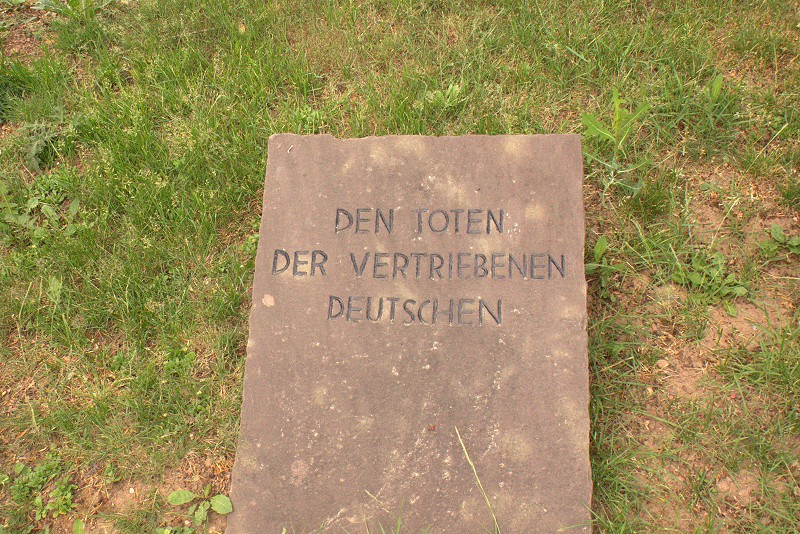 DEN TOTEN
DER VERTRIEBENEN
DEUTSCHEN